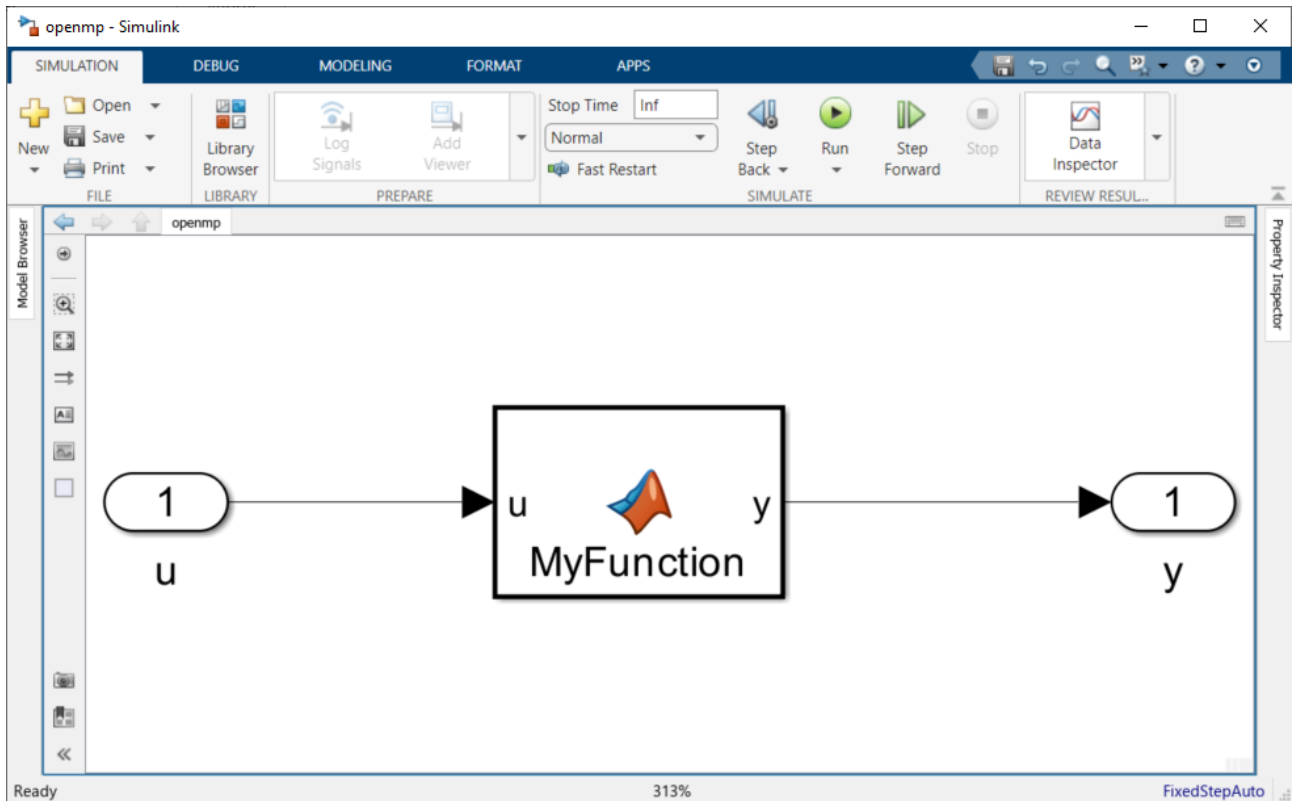 openmp - Simulink
SIMULATION DEBUG MODELING FORMAT APPS
New
Open
Save
Print
FILE
Library
Browser
LIBRARY
Log
Signals
Add
Viewer
PREPARE
Stop Time Inf
Normal
Fast Restart
Step
Back
Run
Step
Forward
Stop
SIMULATE
Data
Inspector
REVIEW RESUL...
Model Browser
openmp
Property Inspector
1
u
u y
MyFunction
1
y
Ready 313% FixedStepAuto